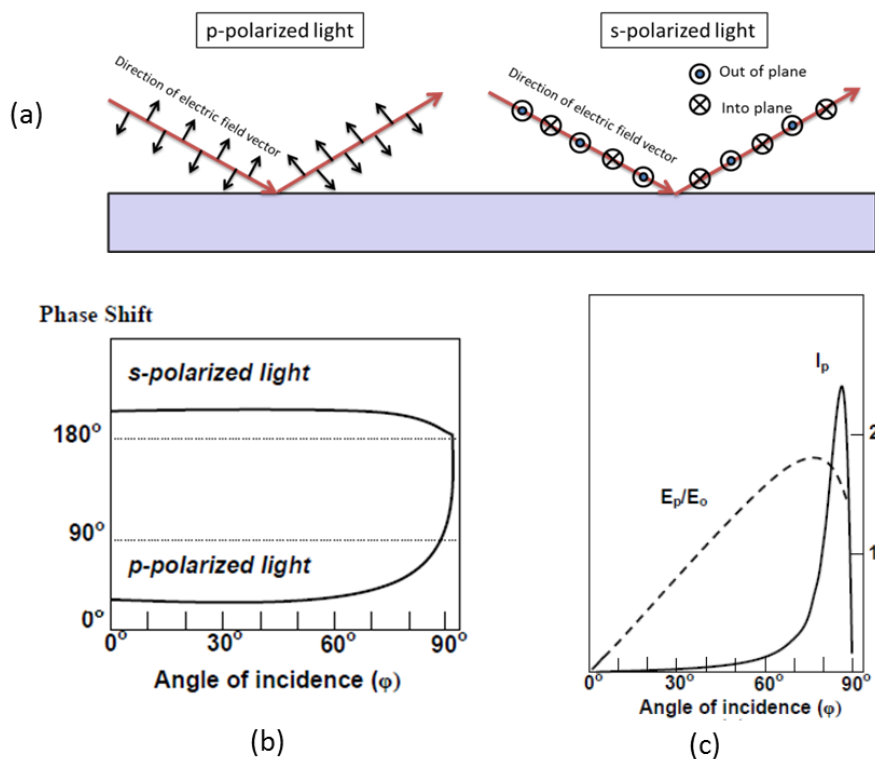 p-polarized light
s-polarized light
(a)
Direction of electric field vector
Direction of electric field vector
Out of plane
Into plane
Phase Shift
s-polarized light
180°
90°
p-polarized light
0°
0° 30° 60° 90°
Angle of incidence (φ)
(b)
Ip
2
Ep/Eo
1
0° 30° 60° 90°
Angle of incidence (φ)
(c)